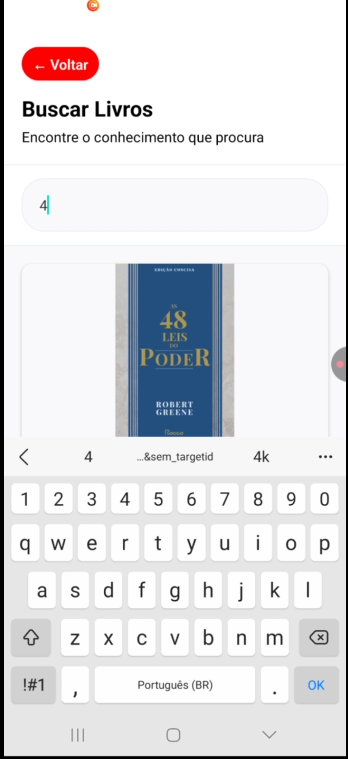 ← Voltar
Buscar Livros
Encontre o conhecimento que procura
4
EDIÇÃO CONCISA
AS
48
LEIS
DO
PODER
ROBERT
GREENE
4 ...&sem_targetid 4k ...
1 2 3 4 5 6 7 8 9 0
q w e r t y u i o p
a s d f g h j k l
z x c v b n m
!#1 , Português (BR) . OK